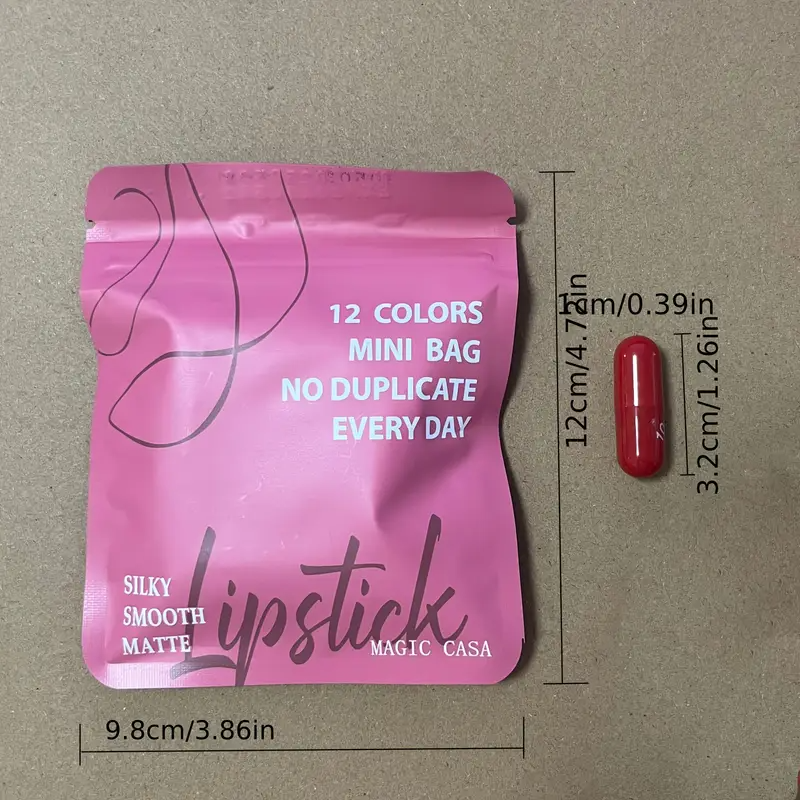 12 COLORS
MINI BAG
NO DUPLICATE
EVERY DAY
SILKY
SMOOTH
MATTE
Lipstick
MAGIC CASA
12cm/4.72in
1cm/0.39in
3.2cm/1.26in
9.8cm/3.86in